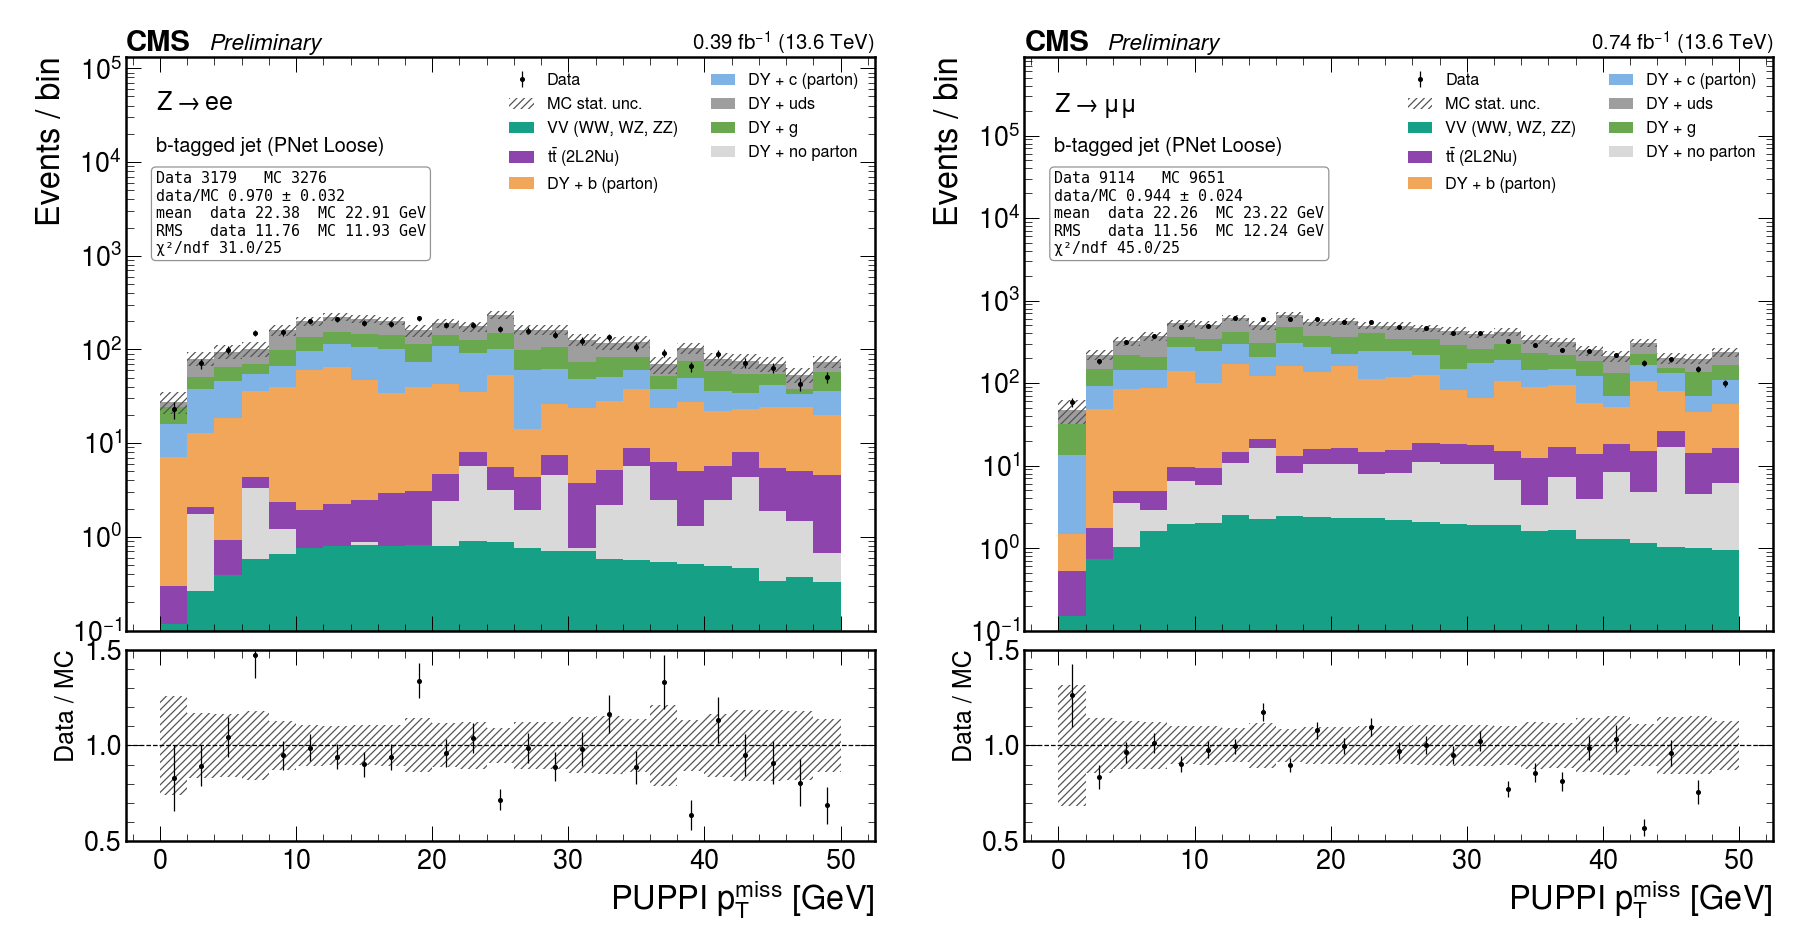 CMS Preliminary 0.39 fb⁻¹ (13.6 TeV)
Events / bin
10⁵
10⁴
10³
10²
10¹
10⁰
10⁻¹
Z → ee
b-tagged jet (PNet Loose)
Data 3179 MC 3276
data/MC 0.970 ± 0.032
mean data 22.38 MC 22.91 GeV
RMS data 11.76 MC 11.93 GeV
χ²/ndf 31.0/25
Data
MC stat. unc.
VV (WW, WZ, ZZ)
tt̄ (2L2Nu)
DY + b (parton)
DY + c (parton)
DY + uds
DY + g
DY + no parton
Data / MC
1.5
1.0
0.5
0 10 20 30 40 50
PUPPI p_T^miss [GeV]
CMS Preliminary 0.74 fb⁻¹ (13.6 TeV)
Events / bin
10⁵
10⁴
10³
10²
10¹
10⁰
10⁻¹
Z → μμ
b-tagged jet (PNet Loose)
Data 9114 MC 9651
data/MC 0.944 ± 0.024
mean data 22.26 MC 23.22 GeV
RMS data 11.56 MC 12.24 GeV
χ²/ndf 45.0/25
Data
MC stat. unc.
VV (WW, WZ, ZZ)
tt̄ (2L2Nu)
DY + b (parton)
DY + c (parton)
DY + uds
DY + g
DY + no parton
Data / MC
1.5
1.0
0.5
0 10 20 30 40 50
PUPPI p_T^miss [GeV]